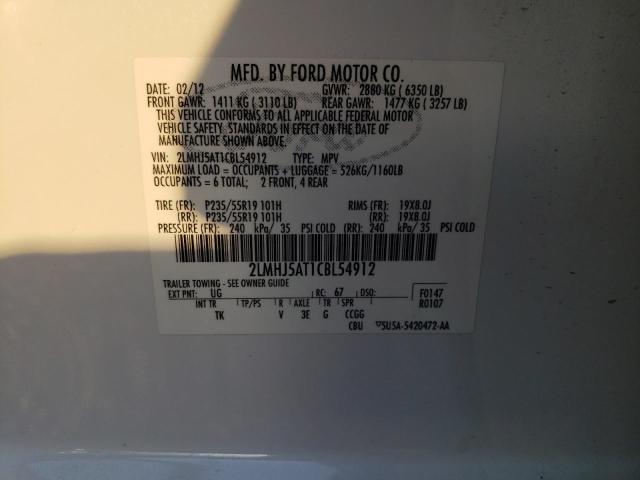 MFD. BY FORD MOTOR CO.
DATE: 02/12 GVWR: 2880 KG ( 6350 LB)
FRONT GAWR: 1411 KG ( 3110 LB) REAR GAWR: 1477 KG ( 3257 LB)
THIS VEHICLE CONFORMS TO ALL APPLICABLE FEDERAL MOTOR
VEHICLE SAFETY STANDARDS IN EFFECT ON THE DATE OF
MANUFACTURE SHOWN ABOVE.
VIN: 2LMHJ5AT1CBL54912 TYPE: MPV
MAXIMUM LOAD = OCCUPANTS + LUGGAGE = 526KG/1160LB
OCCUPANTS = 6 TOTAL; 2 FRONT, 4 REAR
TIRE (FR): P235/55R19 101H RIMS (FR): 19X8.0J
(RR): P235/55R19 101H (RR): 19X8.0J
PRESSURE (FR): 240 kPa/ 35 PSI COLD (RR): 240 kPa/ 35 PSI COLD
2LMHJ5AT1CBL54912
TRAILER TOWING - SEE OWNER GUIDE
EXT PNT: UG RC: 67 DSO: F0147
INT TR TP/PS R AXLE TR SPR R0107
TK V 3E G CCGG
CBU 5U5A-5420472-AA